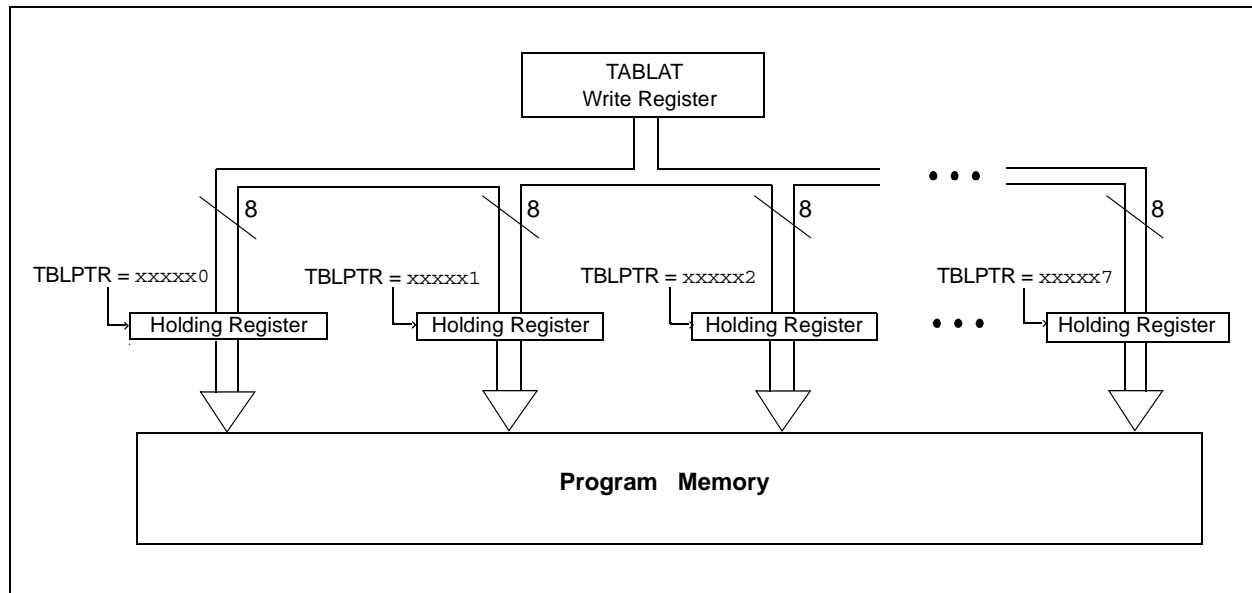 TABLAT
Write Register
8
8
8
8
TBLPTR = xxxxx0
TBLPTR = xxxxx1
TBLPTR = xxxxx2
TBLPTR = xxxxx7
Holding Register
Holding Register
Holding Register
Holding Register
Program Memory